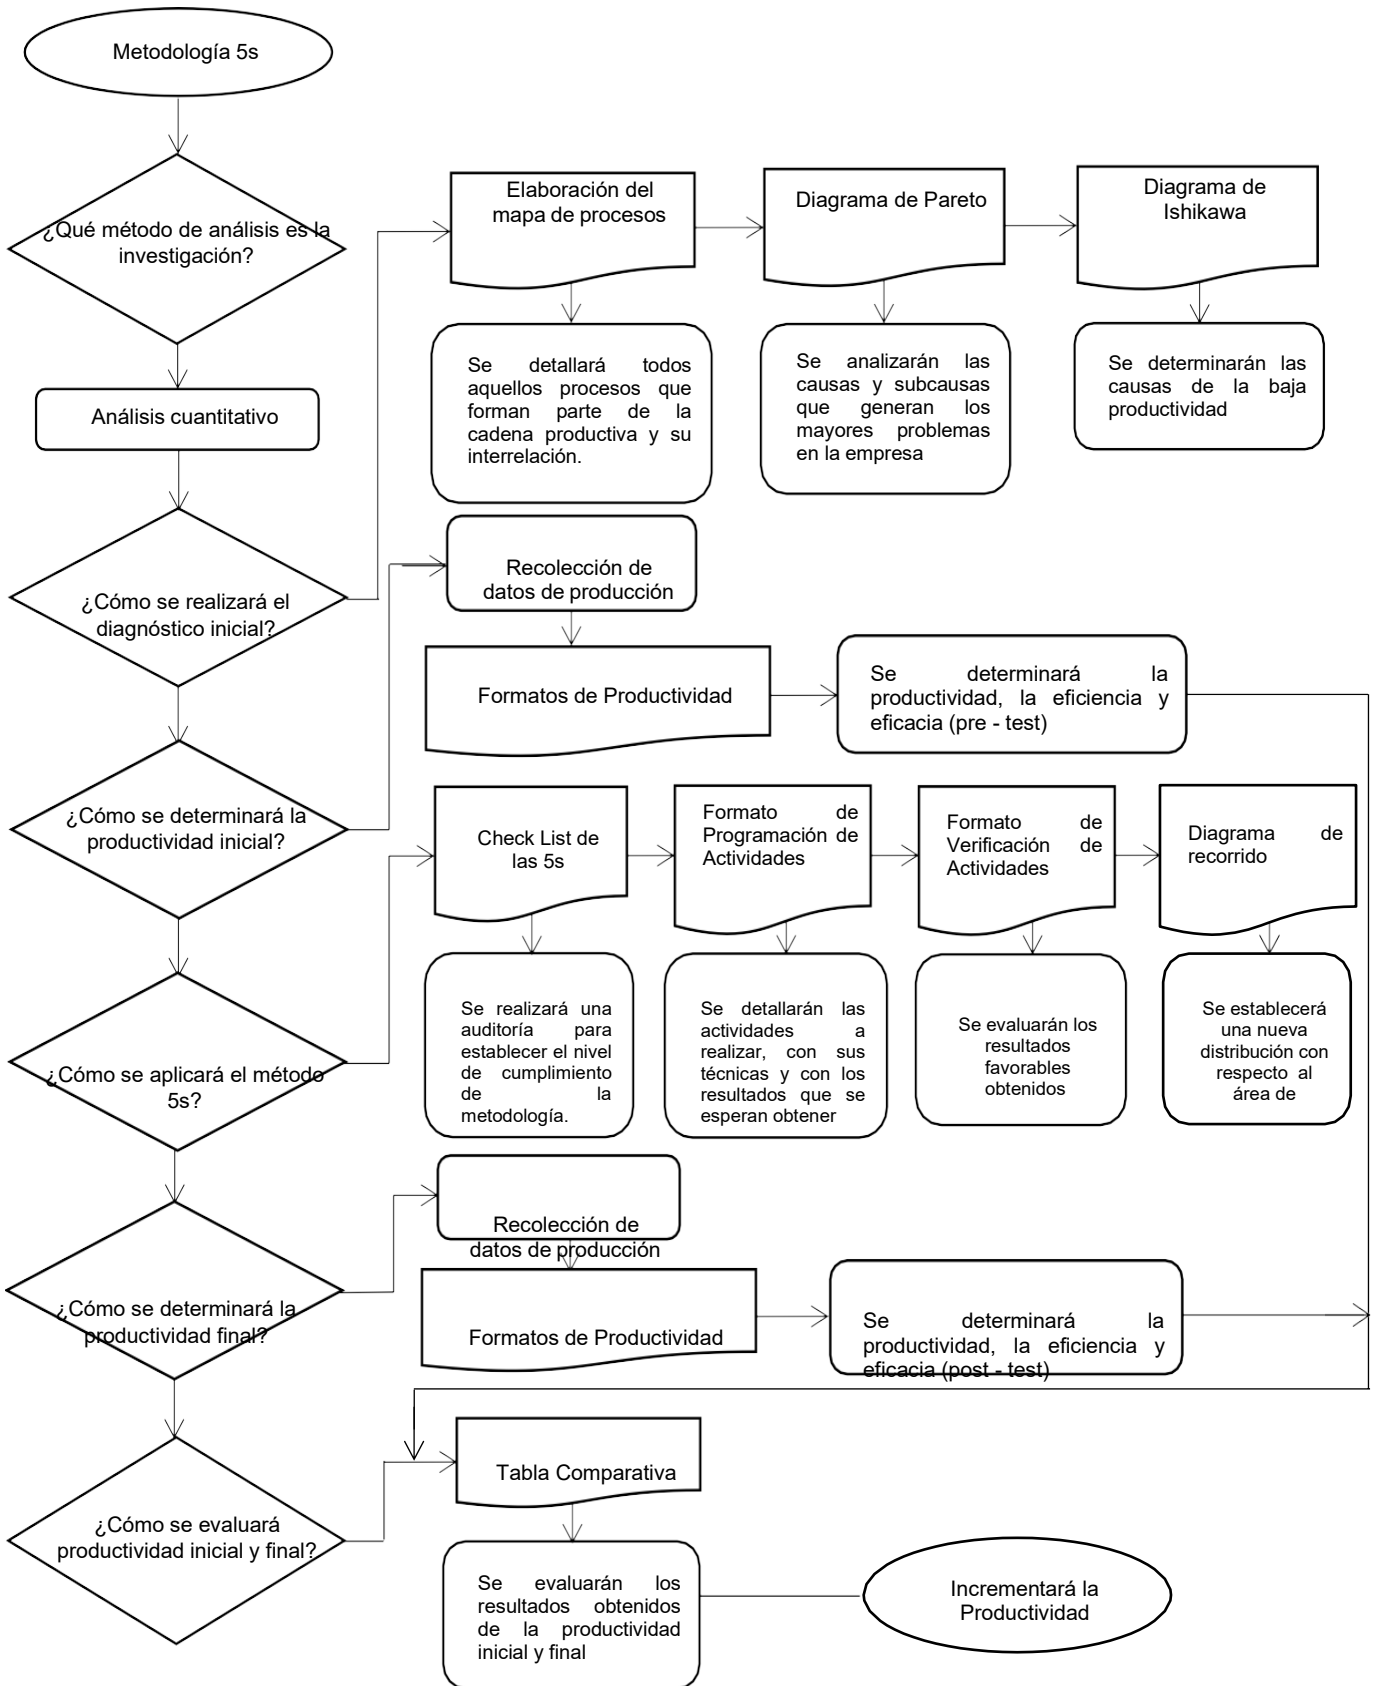 Metodología 5s
¿Qué método de análisis es la
investigación?
Análisis cuantitativo
¿Cómo se realizará el
diagnóstico inicial?
Elaboración del
mapa de procesos
Se detallará todos
aquellos procesos que
forman parte de la
cadena productiva y su
interrelación.
Diagrama de Pareto
Se analizarán las
causas y subcausas
que generan los
mayores problemas
en la empresa
Diagrama de
Ishikawa
Se determinarán las
causas de la baja
productividad
¿Cómo se determinará la
productividad inicial?
Recolección de
datos de producción
Formatos de Productividad
Se determinará la
productividad, la eficiencia y
eficacia (pre - test)
¿Cómo se aplicará el método
5s?
Check List de
las 5s
Se realizará una
auditoría para
establecer el nivel
de cumplimiento
de la
metodología.
Formato de
Programación de
Actividades
Se detallarán las
actividades a
realizar, con sus
técnicas y con los
resultados que se
esperan obtener
Formato de
Verificación de
Actividades
Se evaluarán los
resultados
favorables
obtenidos
Diagrama de
recorrido
Se establecerá
una nueva
distribución con
respecto al
área de
¿Cómo se determinará la
productividad final?
Recolección de
datos de producción
Formatos de Productividad
Se determinará la
productividad, la eficiencia y
eficacia (post - test)
¿Cómo se evaluará
productividad inicial y final?
Tabla Comparativa
Se evaluarán los
resultados obtenidos
de la productividad
inicial y final
Incrementará la
Productividad